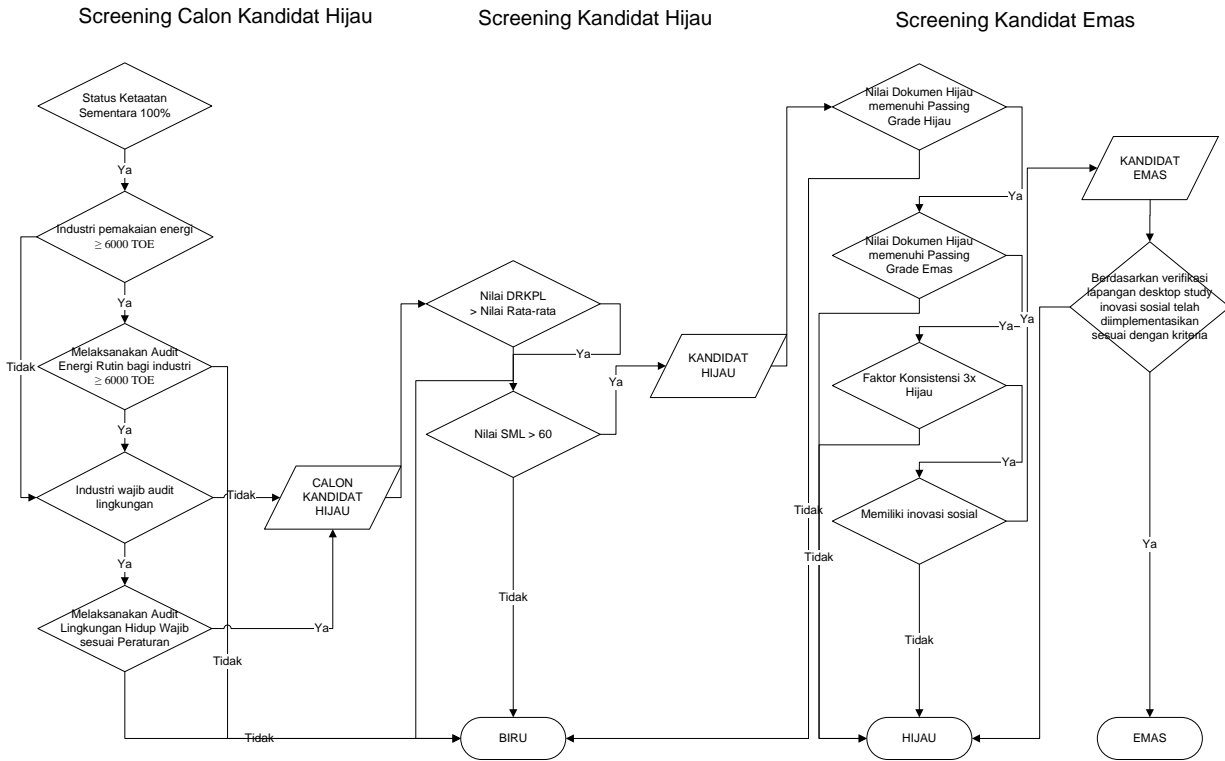 Screening Calon Kandidat Hijau
Screening Kandidat Hijau
Screening Kandidat Emas
Status Ketaatan
Sementara 100%
Ya
Industri pemakaian energi
≥ 6000 TOE
Ya
Tidak
Melaksanakan Audit
Energi Rutin bagi industri
≥ 6000 TOE
Ya
Industri wajib audit
lingkungan
Tidak
Ya
Melaksanakan Audit
Lingkungan Hidup Wajib
sesuai Peraturan
Ya
Tidak
Tidak
CALON
KANDIDAT
HIJAU
Nilai DRKPL
> Nilai Rata-rata
Ya
Nilai SML > 60
Ya
Tidak
BIRU
KANDIDAT
HIJAU
Nilai Dokumen Hijau
memenuhi Passing
Grade Hijau
Ya
Nilai Dokumen Hijau
memenuhi Passing
Grade Emas
Ya
Faktor Konsistensi 3x
Hijau
Ya
Memiliki inovasi sosial
Ya
Tidak
Tidak
Tidak
HIJAU
KANDIDAT
EMAS
Berdasarkan verifikasi
lapangan desktop study
inovasi sosial telah
diimplementasikan
sesuai dengan kriteria
Ya
EMAS